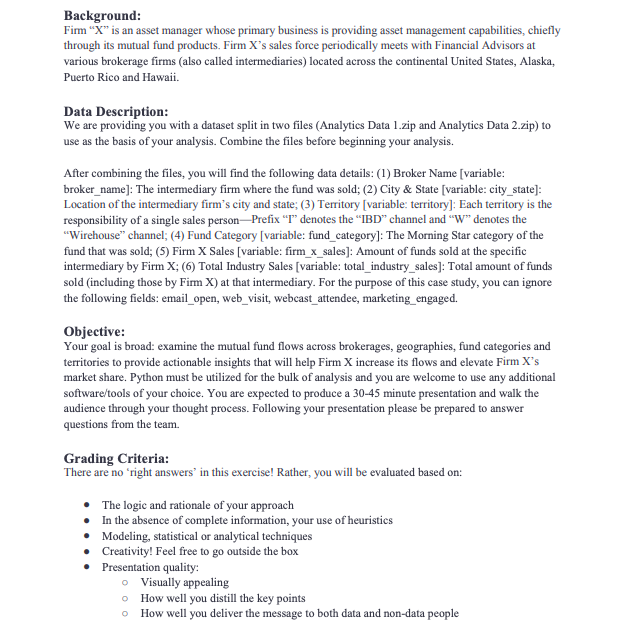 Background:
Firm “X” is an asset manager whose primary business is providing asset management capabilities, chiefly
through its mutual fund products. Firm X’s sales force periodically meets with Financial Advisors at
various brokerage firms (also called intermediaries) located across the continental United States, Alaska,
Puerto Rico and Hawaii.
Data Description:
We are providing you with a dataset split in two files (Analytics Data 1.zip and Analytics Data 2.zip) to
use as the basis of your analysis. Combine the files before beginning your analysis.
After combining the files, you will find the following data details: (1) Broker Name [variable:
broker_name]: The intermediary firm where the fund was sold; (2) City & State [variable: city_state]:
Location of the intermediary firm’s city and state; (3) Territory [variable: territory]: Each territory is the
responsibility of a single sales person—Prefix “I” denotes the “IBD” channel and “W” denotes the
“Wirehouse” channel; (4) Fund Category [variable: fund_category]: The Morning Star category of the
fund that was sold; (5) Firm X Sales [variable: firm_x_sales]: Amount of funds sold at the specific
intermediary by Firm X; (6) Total Industry Sales [variable: total_industry_sales]: Total amount of funds
sold (including those by Firm X) at that intermediary. For the purpose of this case study, you can ignore
the following fields: email_open, web_visit, webcast_attendee, marketing_engaged.
Objective:
Your goal is broad: examine the mutual fund flows across brokerages, geographies, fund categories and
territories to provide actionable insights that will help Firm X increase its flows and elevate Firm X’s
market share. Python must be utilized for the bulk of analysis and you are welcome to use any additional
software/tools of your choice. You are expected to produce a 30-45 minute presentation and walk the
audience through your thought process. Following your presentation please be prepared to answer
questions from the team.
Grading Criteria:
There are no ‘right answers’ in this exercise! Rather, you will be evaluated based on:
● The logic and rationale of your approach
● In the absence of complete information, your use of heuristics
● Modeling, statistical or analytical techniques
● Creativity! Feel free to go outside the box
● Presentation quality:
○ Visually appealing
○ How well you distill the key points
○ How well you deliver the message to both data and non-data people